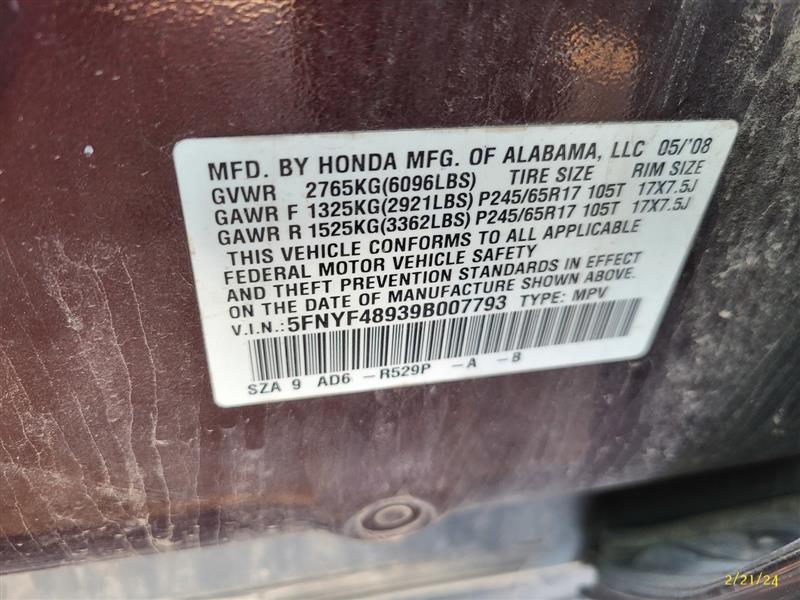 MFD. BY HONDA MFG. OF ALABAMA, LLC 05/'08
GVWR 2765KG(6096LBS) TIRE SIZE RIM SIZE
GAWR F 1325KG(2921LBS) P245/65R17 105T 17X7.5J
GAWR R 1525KG(3362LBS) P245/65R17 105T 17X7.5J
THIS VEHICLE CONFORMS TO ALL APPLICABLE
FEDERAL MOTOR VEHICLE SAFETY
AND THEFT PREVENTION STANDARDS IN EFFECT
ON THE DATE OF MANUFACTURE SHOWN ABOVE.
V.I.N.:5FNYF48939B007793 TYPE: MPV
SZA 9 AD6 -R529P -A -B
2/21/24